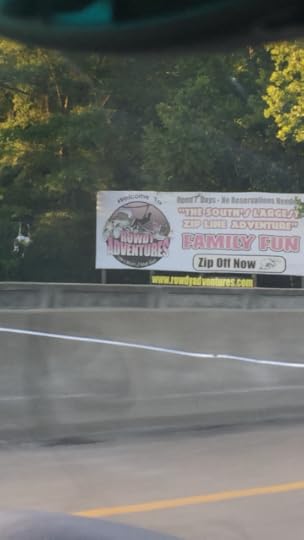 Welcome To
ROWDY
ADVENTURES
Open 7 Days - No Reservations Needed
"THE SOUTH'S LARGEST
ZIP LINE ADVENTURE"
FAMILY FUN
Zip Off Now
www.rowdyadventures.com